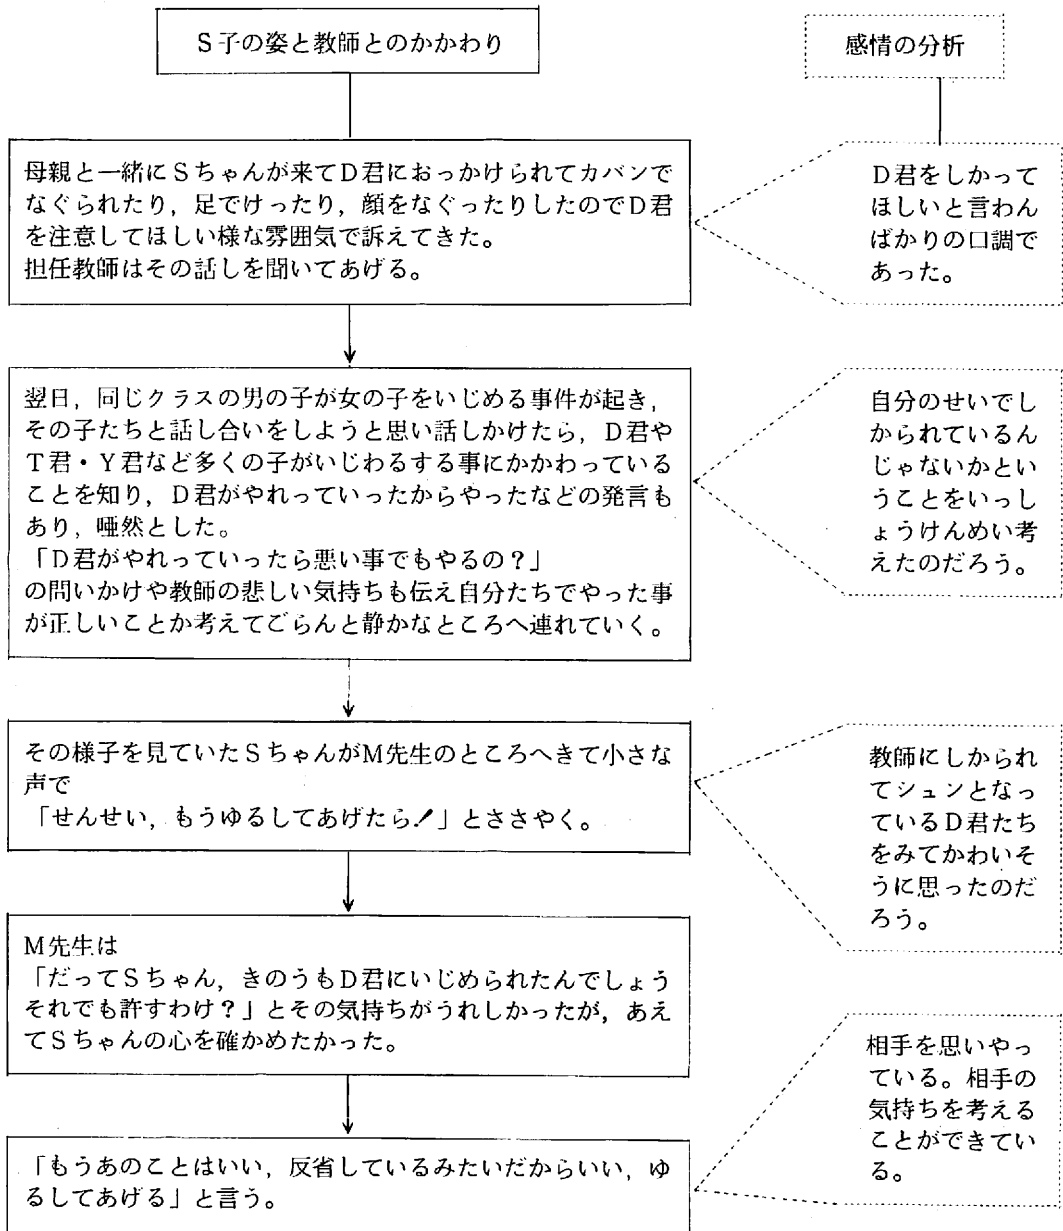 S子の姿と教師とのかかわり
感情の分析
母親と一緒にSちゃんが来てD君におっかけられてカバンで
なぐられたり，足でけったり，顔をなぐったりしたのでD君
を注意してほしい様な雰囲気で訴えてきた。
担任教師はその話しを聞いてあげる。
D君をしかって
ほしいと言わん
ばかりの口調で
あった。
翌日，同じクラスの男の子が女の子をいじめる事件が起き，
その子たちと話し合いをしようと思い話しかけたら，D君や
T君・Y君など多くの子がいじわるする事にかかわっている
ことを知り，D君がやれっていったからやったなどの発言も
あり，唖然とした。
「D君がやれっていったら悪い事でもやるの？」
の問いかけや教師の悲しい気持ちも伝え自分たちでやった事
が正しいことか考えてごらんと静かなところへ連れていく。
自分のせいでし
かられているん
じゃないかとい
うことをいっし
ょうけんめい考
えたのだろう。
その様子を見ていたSちゃんがM先生のところへきて小さな
声で
「せんせい，もうゆるしてあげたら！」とささやく。
教師にしかられ
てシュンとなっ
ているD君たち
をみてかわいそ
うに思ったのだ
ろう。
M先生は
「だってSちゃん，きのうもD君にいじめられたんでしょう
それでも許すわけ？」とその気持ちがうれしかったが，あえ
てSちゃんの心を確かめたかった。
「もうあのことはいい，反省しているみたいだからいい，ゆ
るしてあげる」と言う。
相手を思いやっ
ている。相手の
気持ちを考える
ことができてい
る。